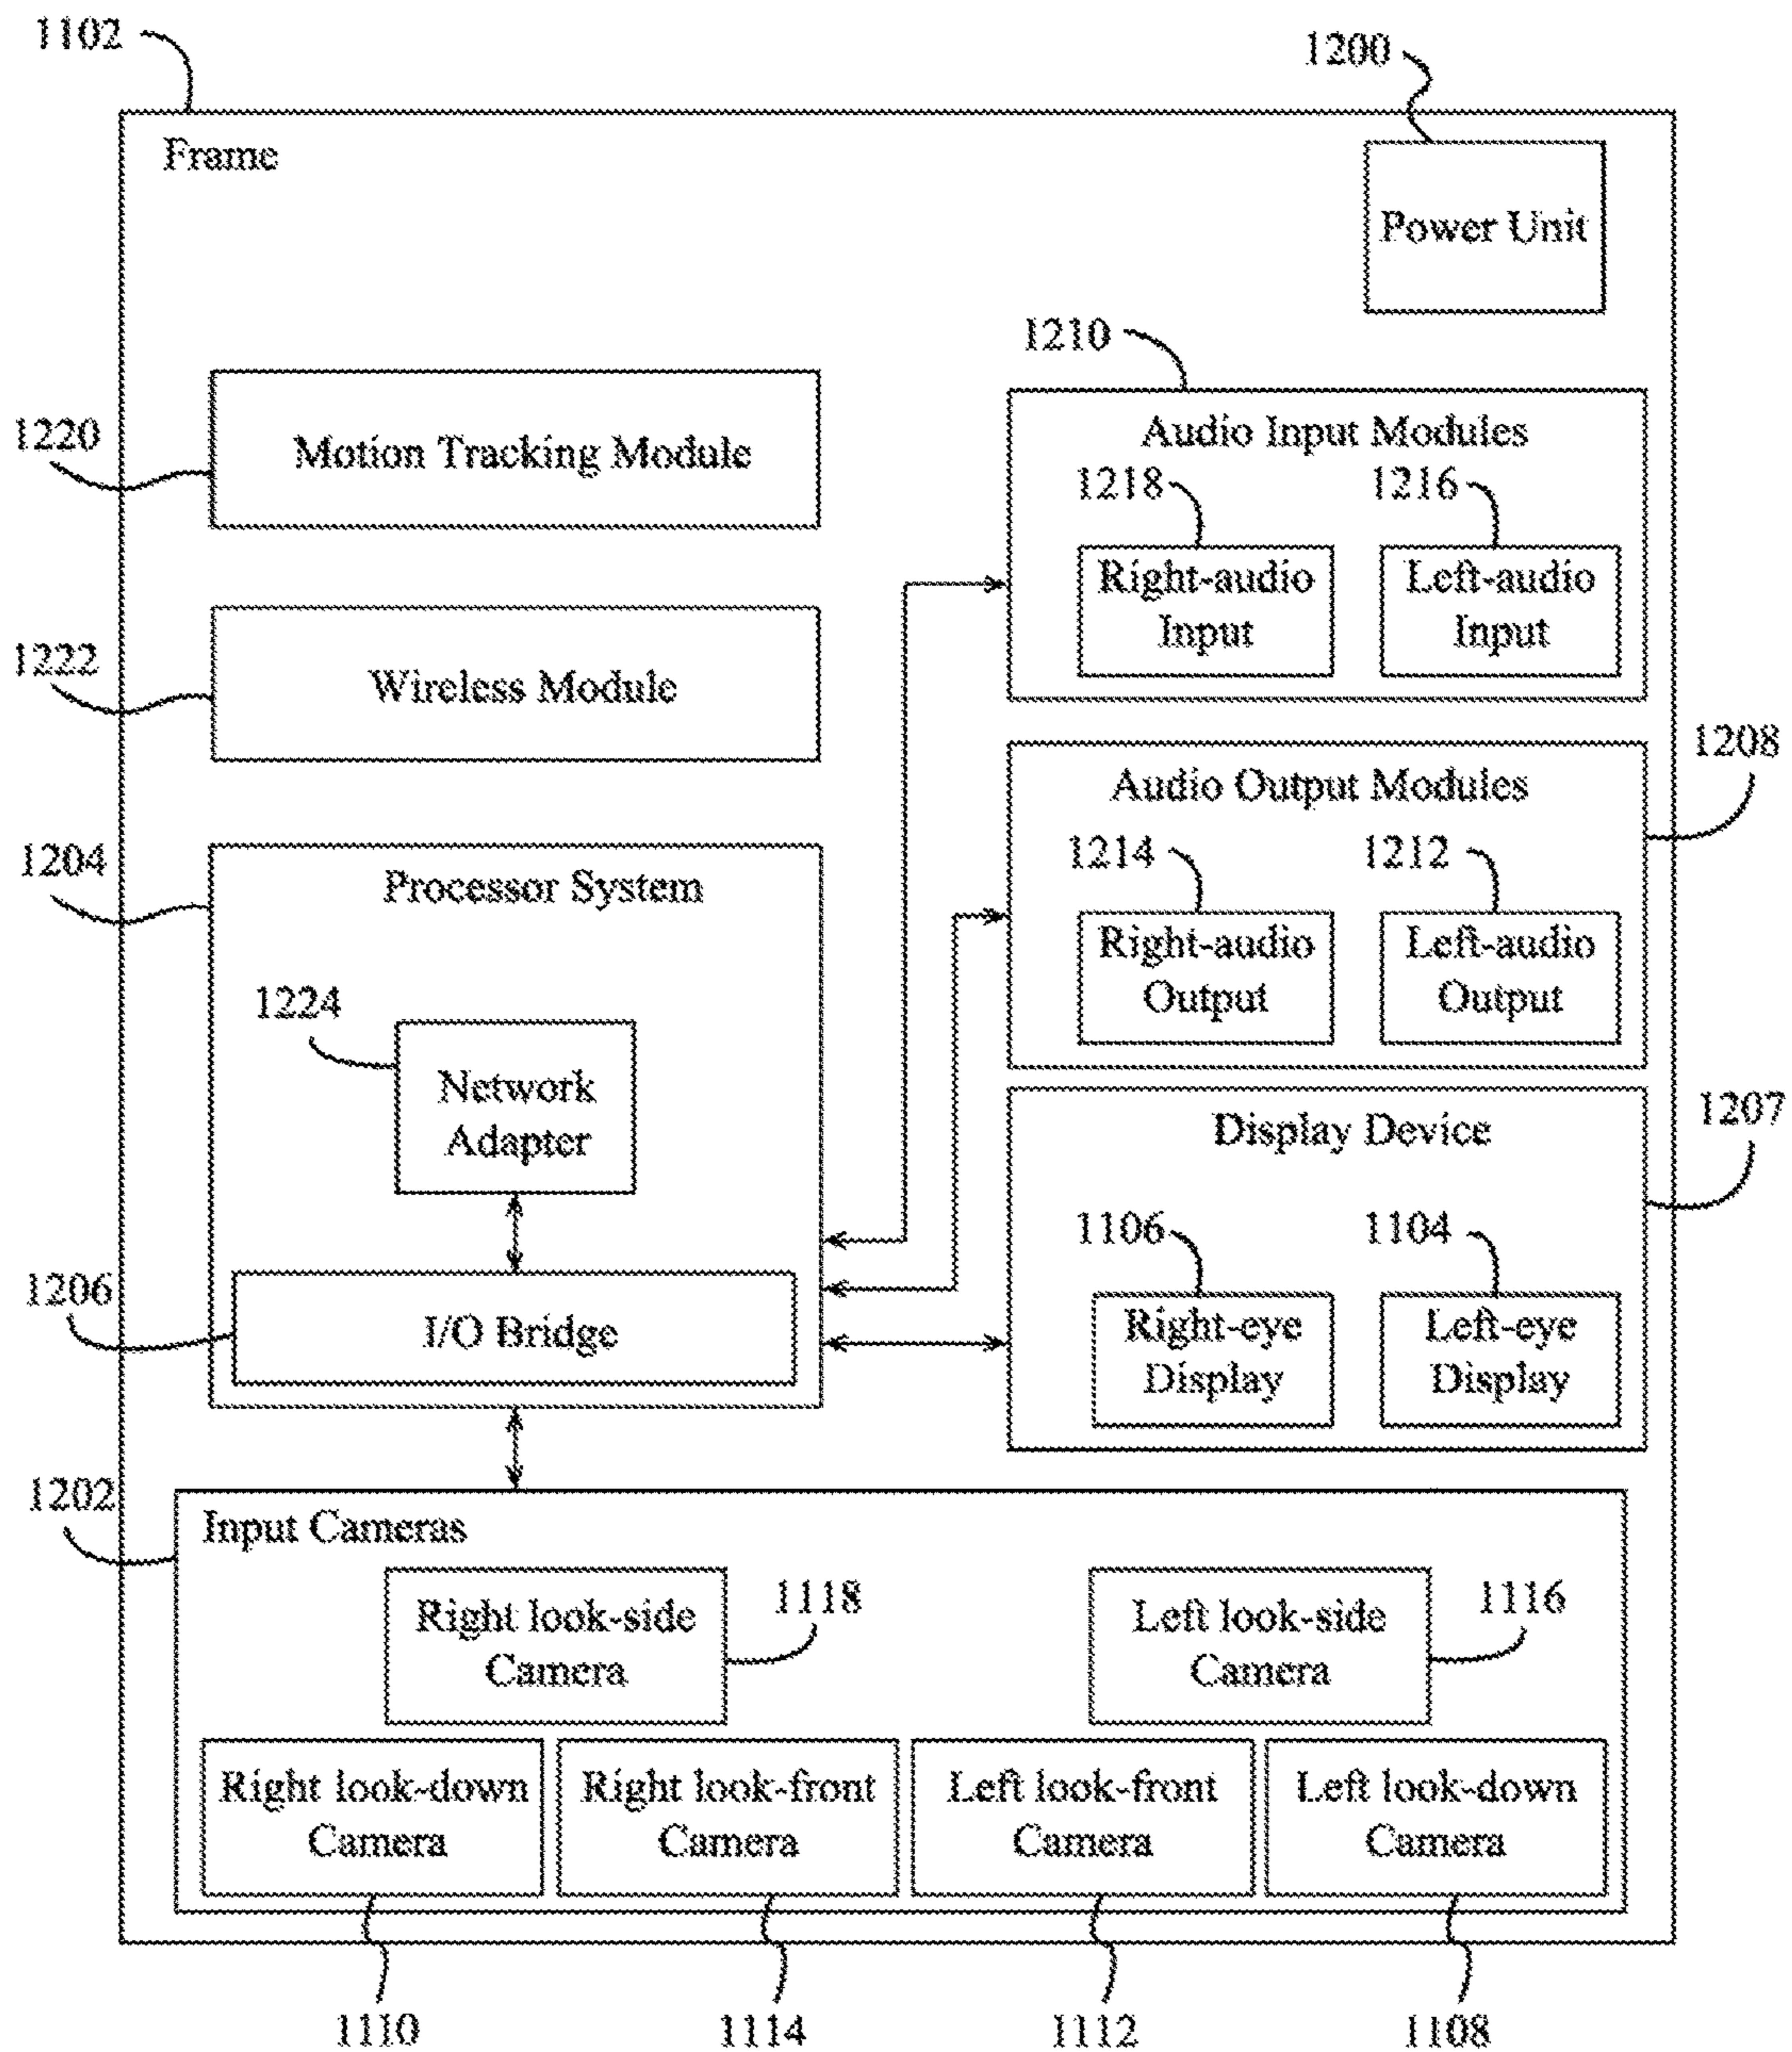 1102
1200
Frame
Power Unit
1210
1220
Motion Tracking Module
Audio Input Modules
1218
1216
Right-audio
Input
Left-audio
Input
1222
Wireless Module
1208
Audio Output Modules
1214
1212
Right-audio
Output
Left-audio
Output
1204
Processor System
1224
Network
Adapter
1207
Display Device
1106
1104
Right-eye
Display
Left-eye
Display
1206
I/O Bridge
1202
Input Cameras
Right look-side
Camera
1118
Left look-side
Camera
1116
Right look-down
Camera
Right look-front
Camera
Left look-front
Camera
Left look-down
Camera
1110
1114
1112
1108